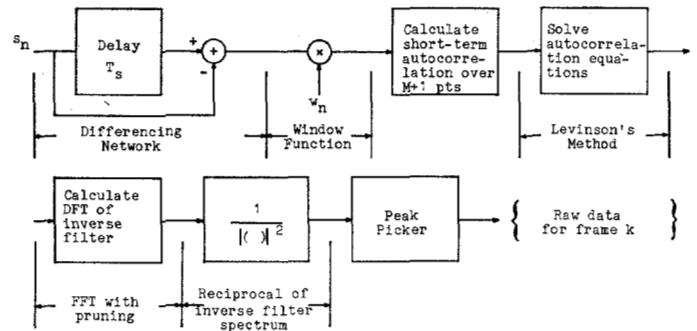 s_n
Delay
T_s
+
-
+
×
w_n
Calculate
short-term
autocorre-
lation over
M+1 pts
Solve
autocorrela-
tion equa-
tions
Differencing
Network
Window
Function
Levinson's
Method
Calculate
DFT of
inverse
filter
1
|( )|^2
Peak
Picker
{ Raw data }
for frame k
FFT with
pruning
Reciprocal of
inverse filter
spectrum